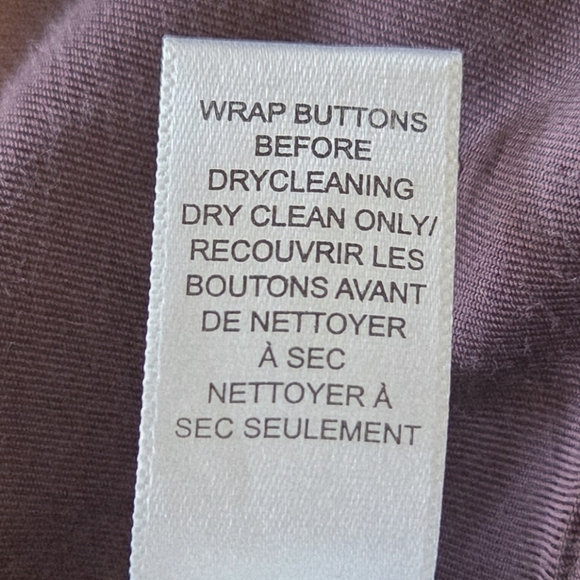 WRAP BUTTONS
BEFORE
DRYCLEANING
DRY CLEAN ONLY/
RECOUVRIR LES
BOUTONS AVANT
DE NETTOYER
À SEC
NETTOYER À
SEC SEULEMENT